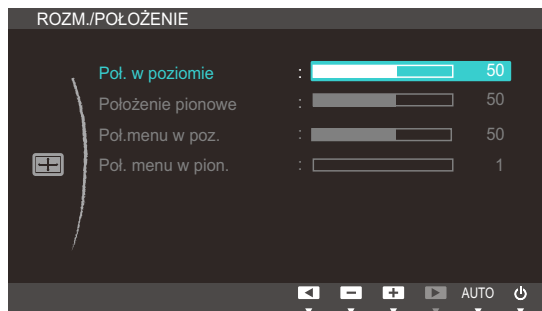 ROZM./POŁOŻENIE
Poł. w poziomie : 50
Położenie pionowe : 50
Poł.menu w poz. : 50
Poł. menu w pion. : 1
AUTO